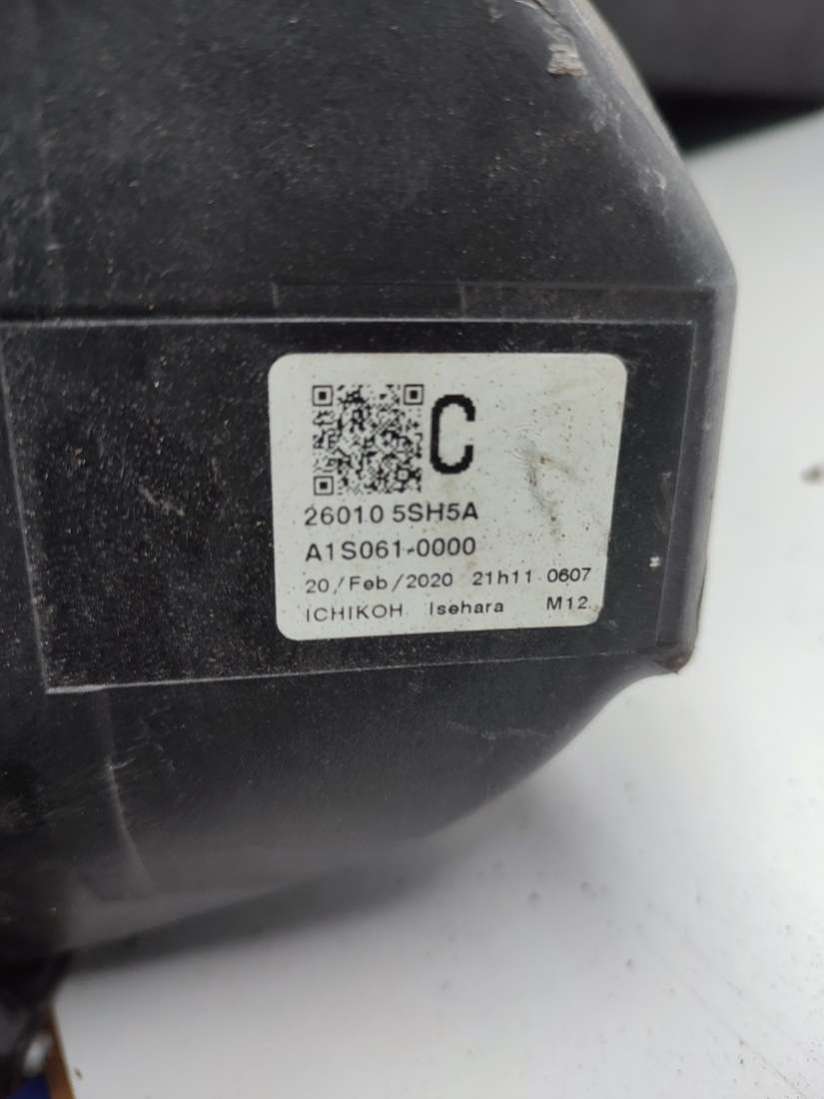 C
26010 5SH5A
A1S061-0000
20/Feb/2020 21h11 0607
ICHIKOH Isehara M12